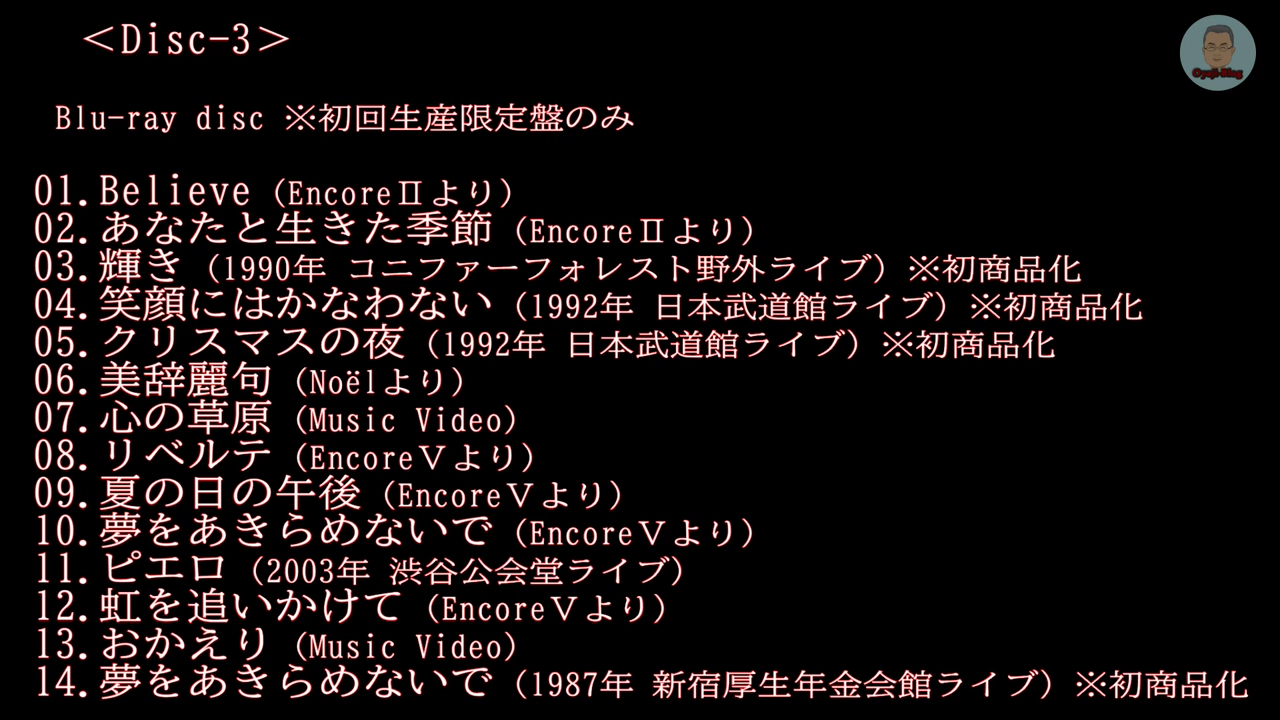 ＜Disc-3＞
Oyaji-Blog
Blu-ray disc ※初回生産限定盤のみ
01.Believe（EncoreⅡより）
02.あなたと生きた季節（EncoreⅡより）
03.輝き（1990年 コニファーフォレスト野外ライブ）※初商品化
04.笑顔にはかなわない（1992年 日本武道館ライブ）※初商品化
05.クリスマスの夜（1992年 日本武道館ライブ）※初商品化
06.美辞麗句（Noëlより）
07.心の草原（Music Video）
08.リベルテ（EncoreⅤより）
09.夏の日の午後（EncoreⅤより）
10.夢をあきらめないで（EncoreⅤより）
11.ピエロ（2003年 渋谷公会堂ライブ）
12.虹を追いかけて（EncoreⅤより）
13.おかえり（Music Video）
14.夢をあきらめないで（1987年 新宿厚生年金会館ライブ）※初商品化